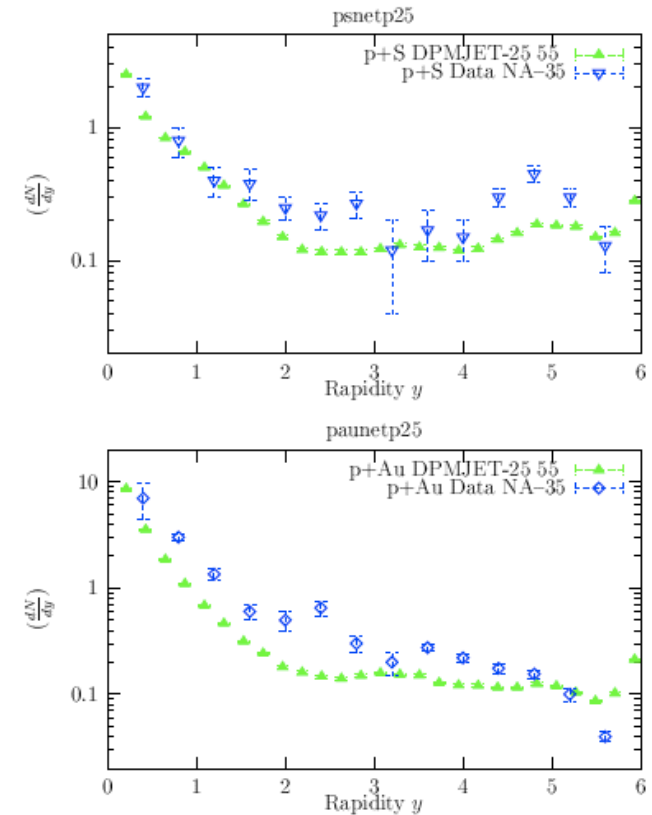 psnetp25
p+S DPMJET-25 55
p+S Data NA–35
1
0.1
(dN/dy)
0 1 2 3 4 5 6
Rapidity y
paunetp25
p+Au DPMJET-25 55
p+Au Data NA–35
10
1
0.1
(dN/dy)
0 1 2 3 4 5 6
Rapidity y